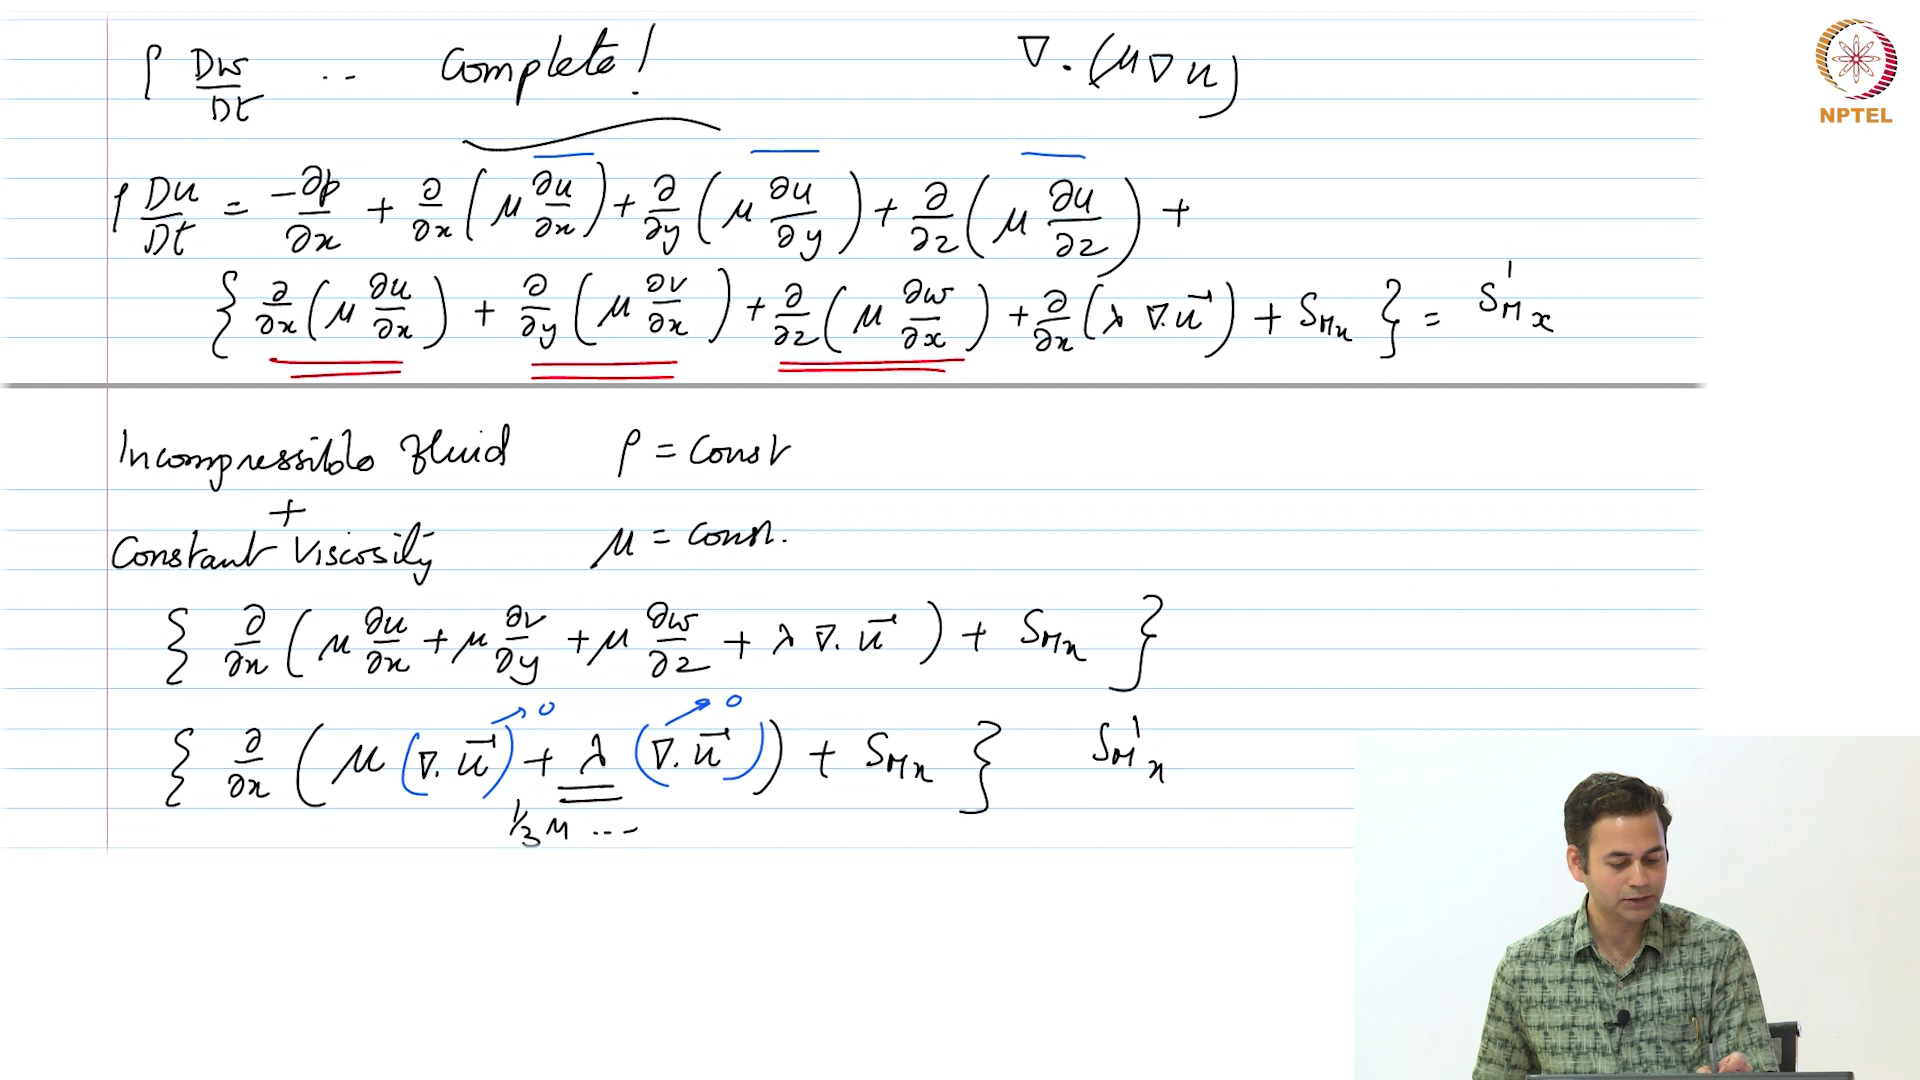 ρ Dw/Dt .. Complete! ∇.(μ∇u)
NPTEL
ρ Du/Dt = -∂p/∂x + ∂/∂x (μ ∂u/∂x) + ∂/∂y (μ ∂u/∂y) + ∂/∂z (μ ∂u/∂z) +
{ ∂/∂x (μ ∂u/∂x) + ∂/∂y (μ ∂v/∂x) + ∂/∂z (μ ∂w/∂x) + ∂/∂x (λ ∇.u⃗) + S_Mx } = S'_Mx
Incompressible fluid ρ = const
+
Constant Viscosity μ = const.
{ ∂/∂x (μ ∂u/∂x + μ ∂v/∂y + μ ∂w/∂z + λ ∇.u⃗) + S_Mx }
{ ∂/∂x (μ (∇.u⃗)→0 + λ (∇.u⃗)→0) + S_Mx } S'_Mx
1/3 μ ...